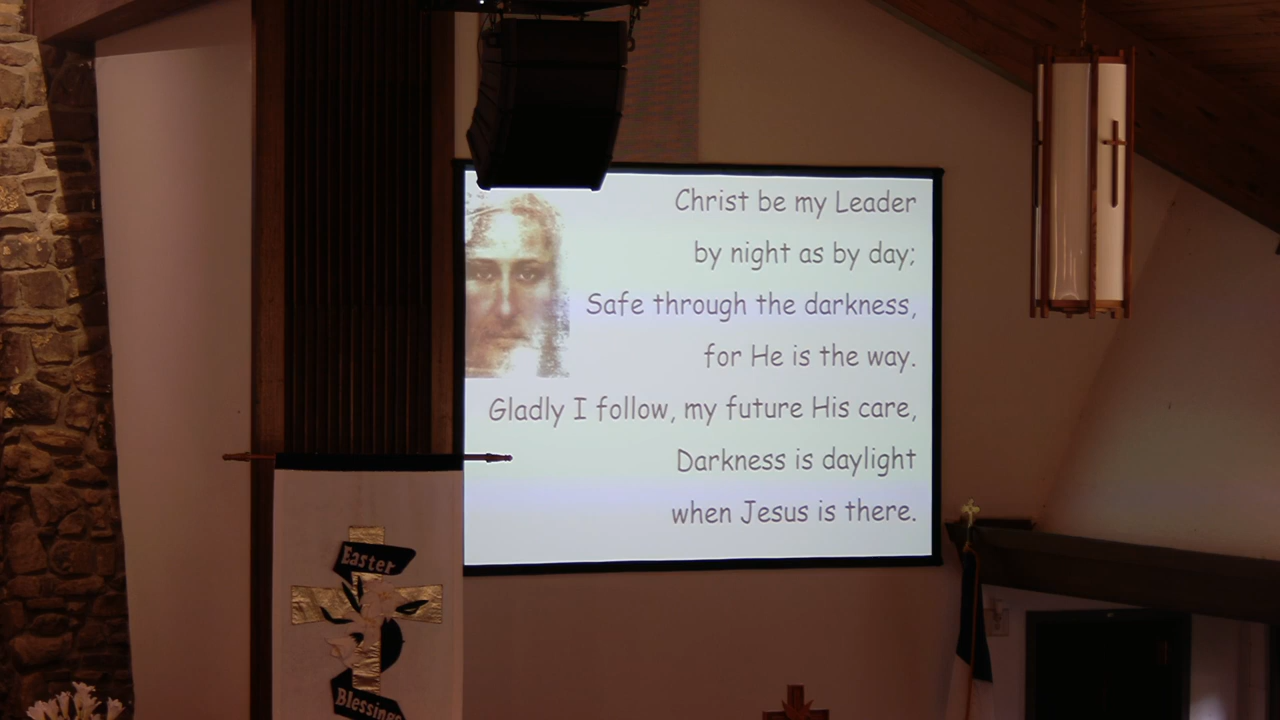 Christ be my Leader
by night as by day;
Safe through the darkness,
for He is the way.
Gladly I follow, my future His care,
Darkness is daylight
when Jesus is there.
Easter
Blessings